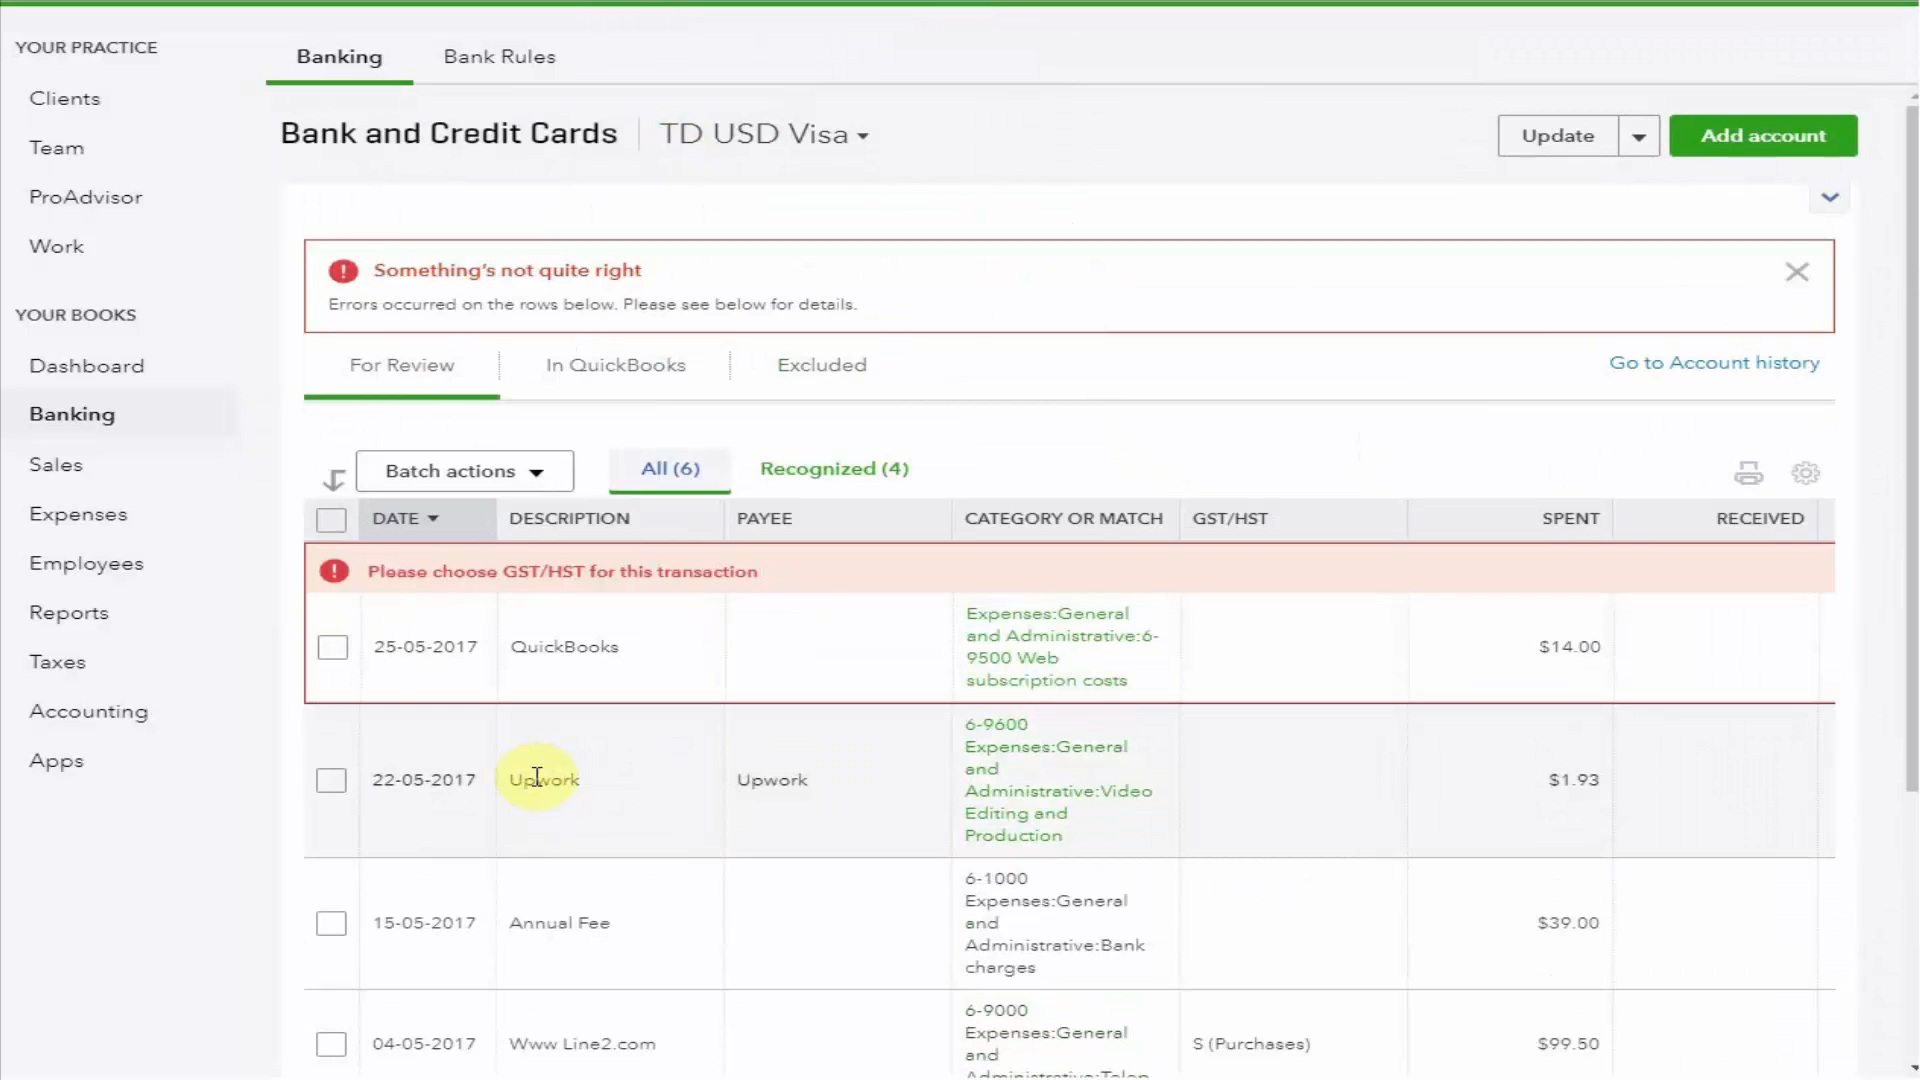 YOUR PRACTICE
Clients
Team
ProAdvisor
Work
YOUR BOOKS
Dashboard
Banking
Sales
Expenses
Employees
Reports
Taxes
Accounting
Apps
Banking
Bank Rules
Bank and Credit Cards
TD USD Visa
Update
Add account
Something's not quite right
Errors occurred on the rows below. Please see below for details.
For Review
In QuickBooks
Excluded
Go to Account history
Batch actions
All (6)
Recognized (4)
DATE
DESCRIPTION
PAYEE
CATEGORY OR MATCH
GST/HST
SPENT
RECEIVED
Please choose GST/HST for this transaction
25-05-2017
QuickBooks
Expenses:General
and Administrative:6-
9500 Web
subscription costs
$14.00
22-05-2017
Upwork
Upwork
6-9600
Expenses:General
and
Administrative:Video
Editing and
Production
$1.93
15-05-2017
Annual Fee
6-1000
Expenses:General
and
Administrative:Bank
charges
$39.00
04-05-2017
Www Line2.com
6-9000
Expenses:General
and
S (Purchases)
$99.50